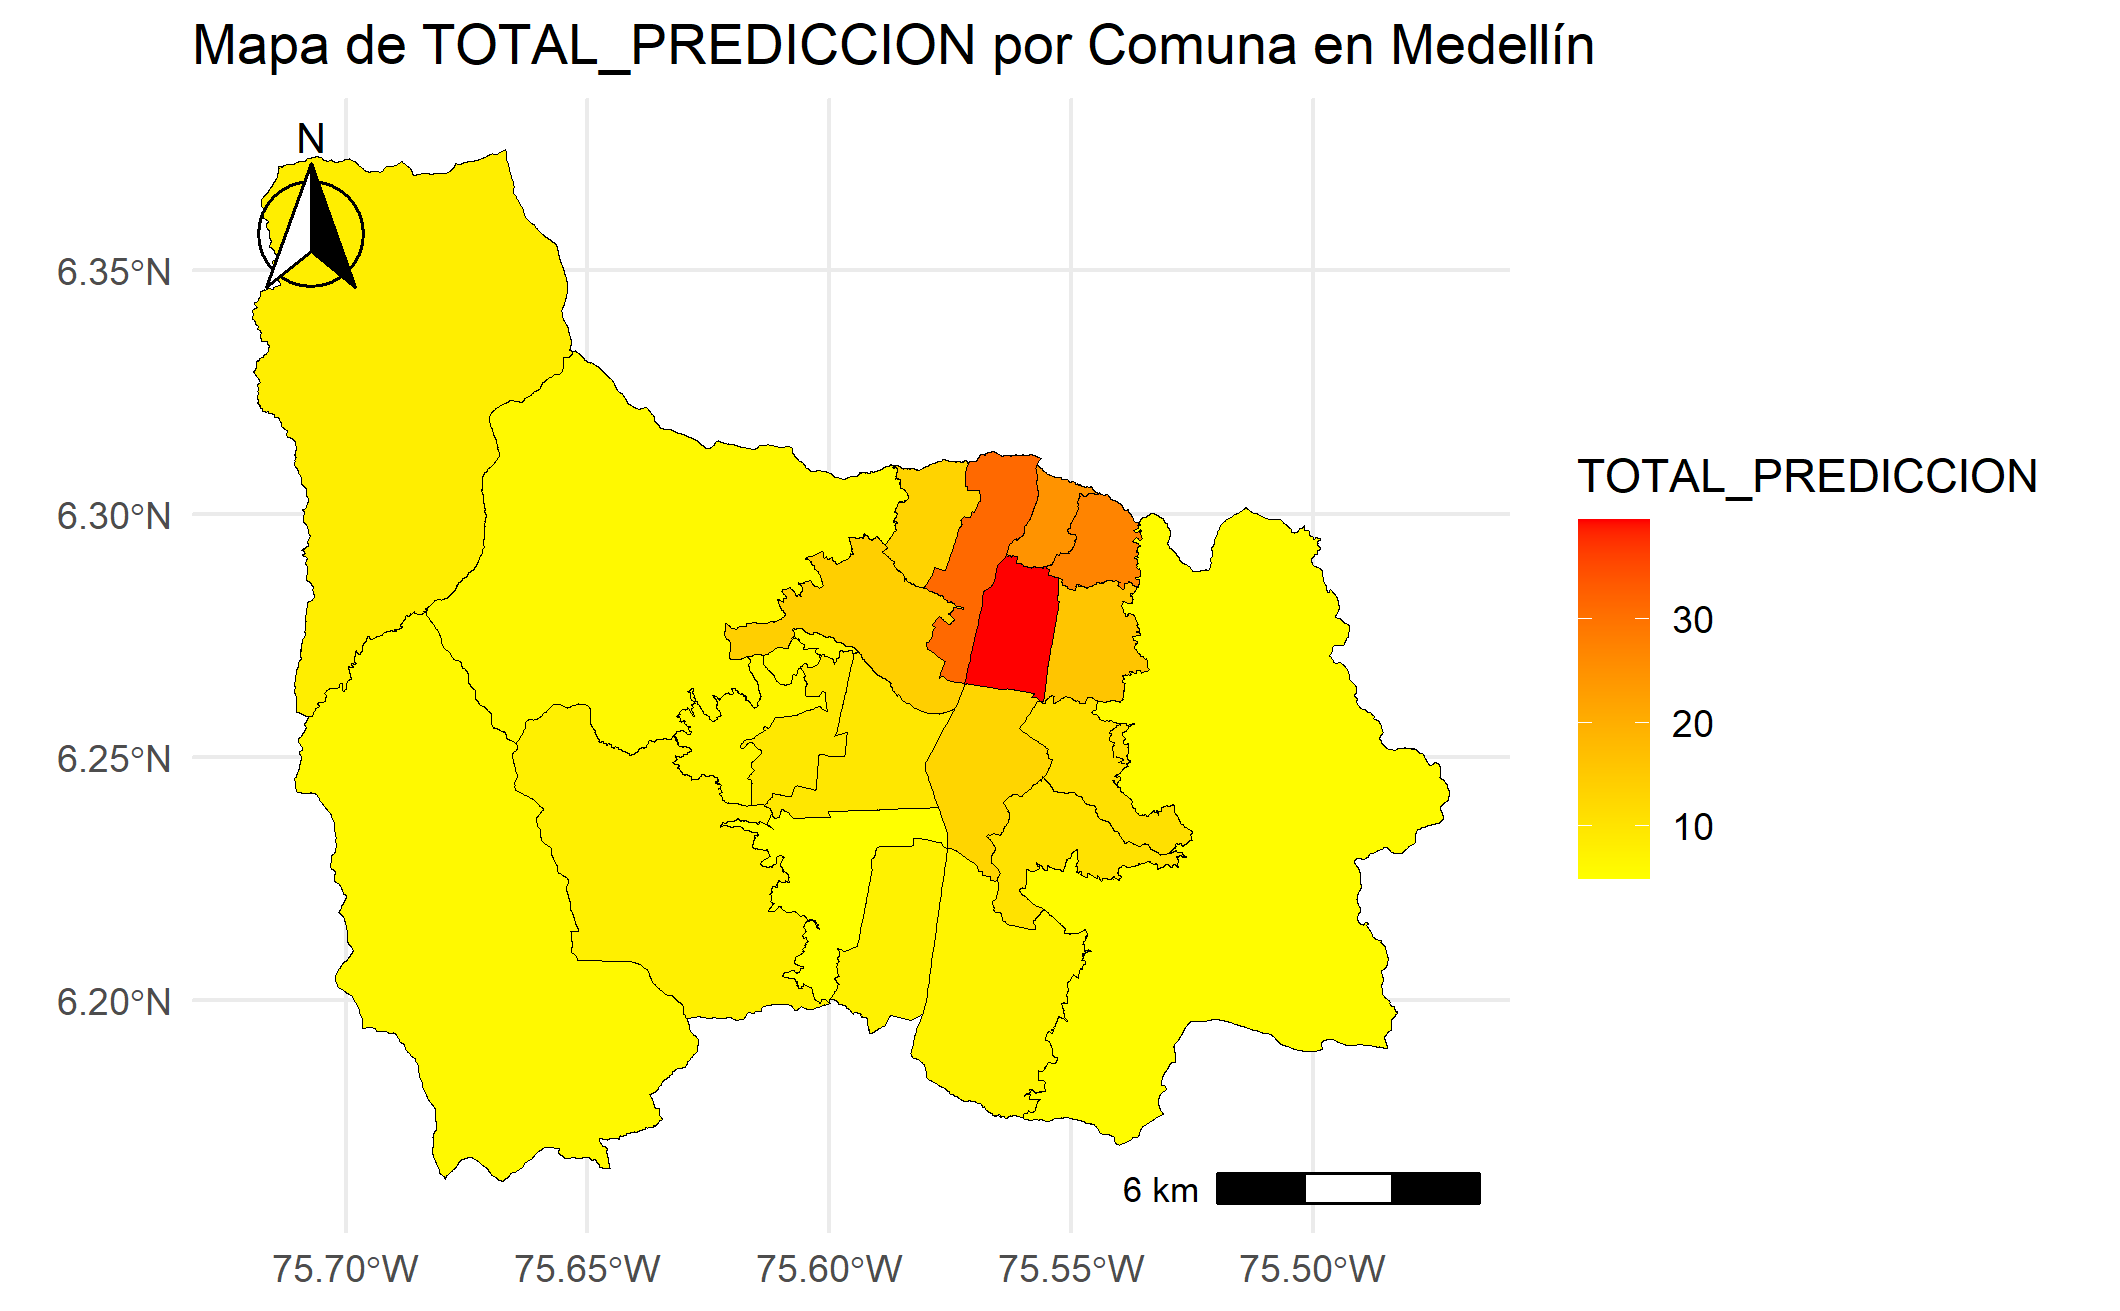 Mapa de TOTAL_PREDICCION por Comuna en Medellín
N
6.35°N
6.30°N
6.25°N
6.20°N
75.70°W
75.65°W
75.60°W
75.55°W
75.50°W
6 km
TOTAL_PREDICCION
30
20
10